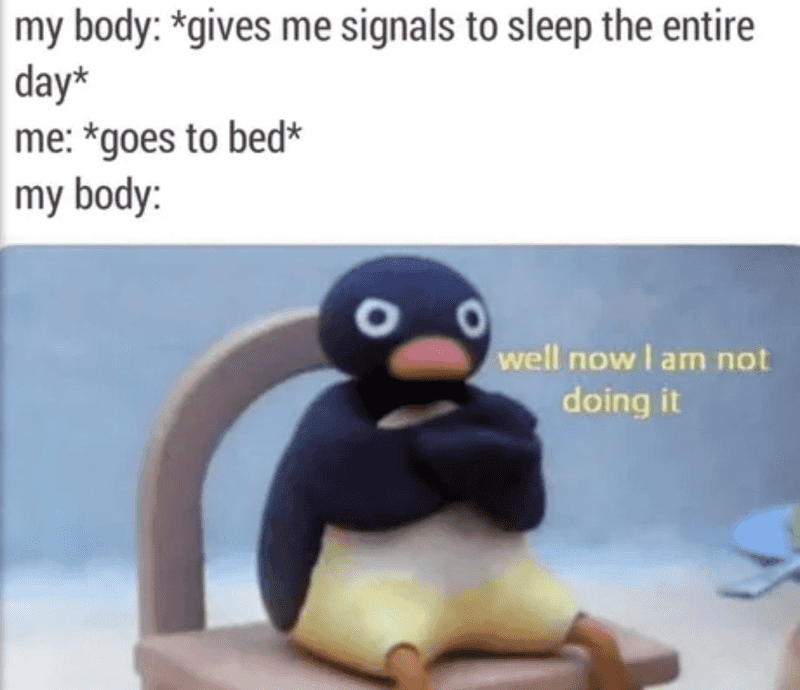 my body: *gives me signals to sleep the entire
day*
me: *goes to bed*
my body:
well now I am not
doing it